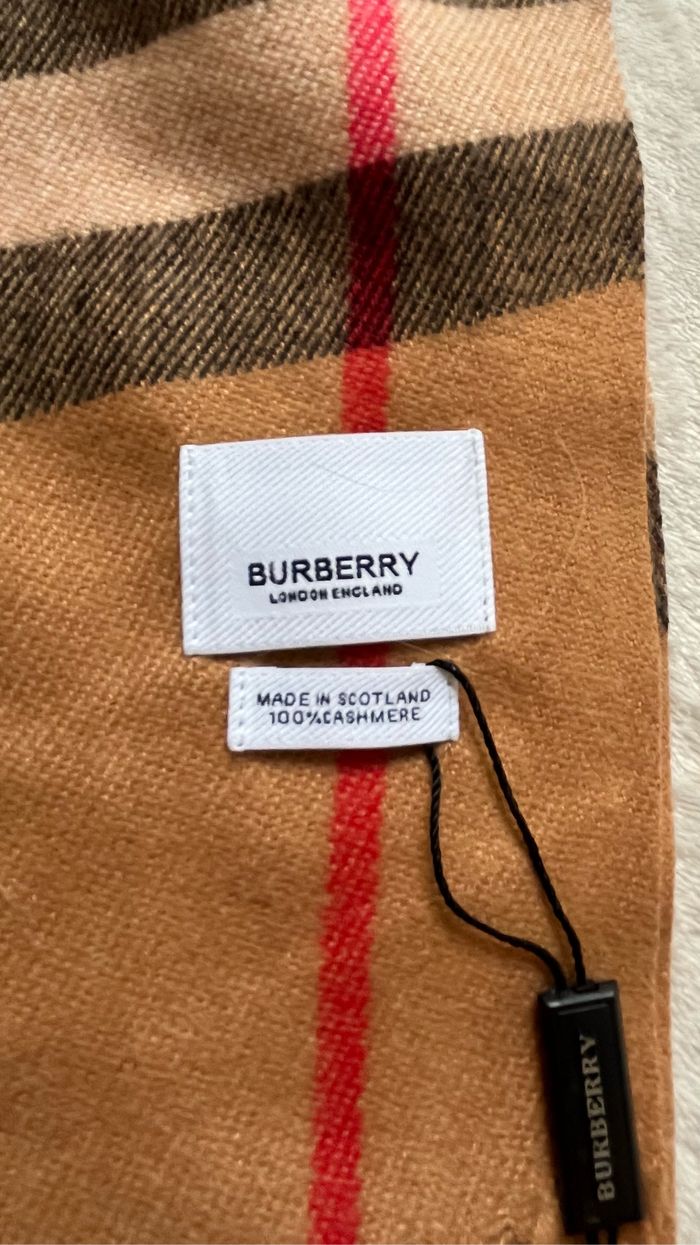 BURBERRY
LONDON ENGLAND
MADE IN SCOTLAND
100%CASHMERE
BURBERRY